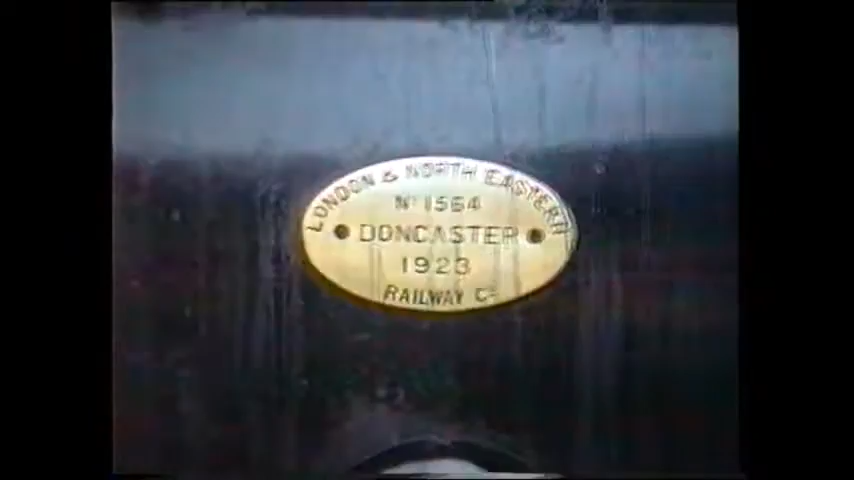 LONDON & NORTH EASTERN
No 1564
DONCASTER
1923
RAILWAY Co